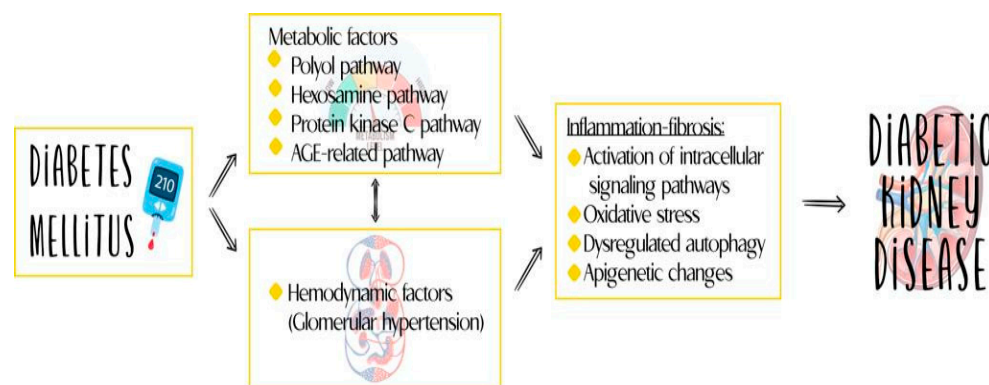 DIABETES
MELLITUS
210
Metabolic factors
Polyol pathway
Hexosamine pathway
Protein kinase C pathway
AGE-related pathway
Hemodynamic factors
(Glomerular hypertension)
Inflammation-fibrosis:
Activation of intracellular
signaling pathways
Oxidative stress
Dysregulated autophagy
Apigenetic changes
DIABETIC
KIDNEY
DISEASE